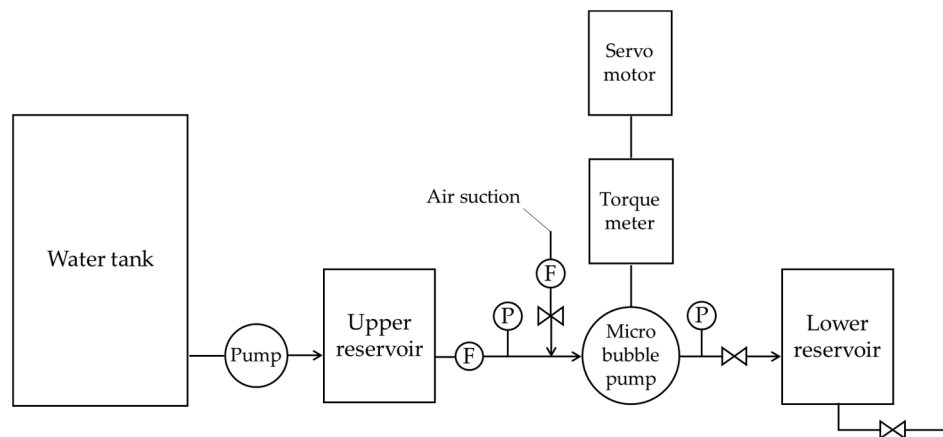 Servo
motor
Air suction
Torque
meter
Water tank
F
Upper
reservoir
P
P
Micro
bubble
pump
Lower
reservoir
Pump
F